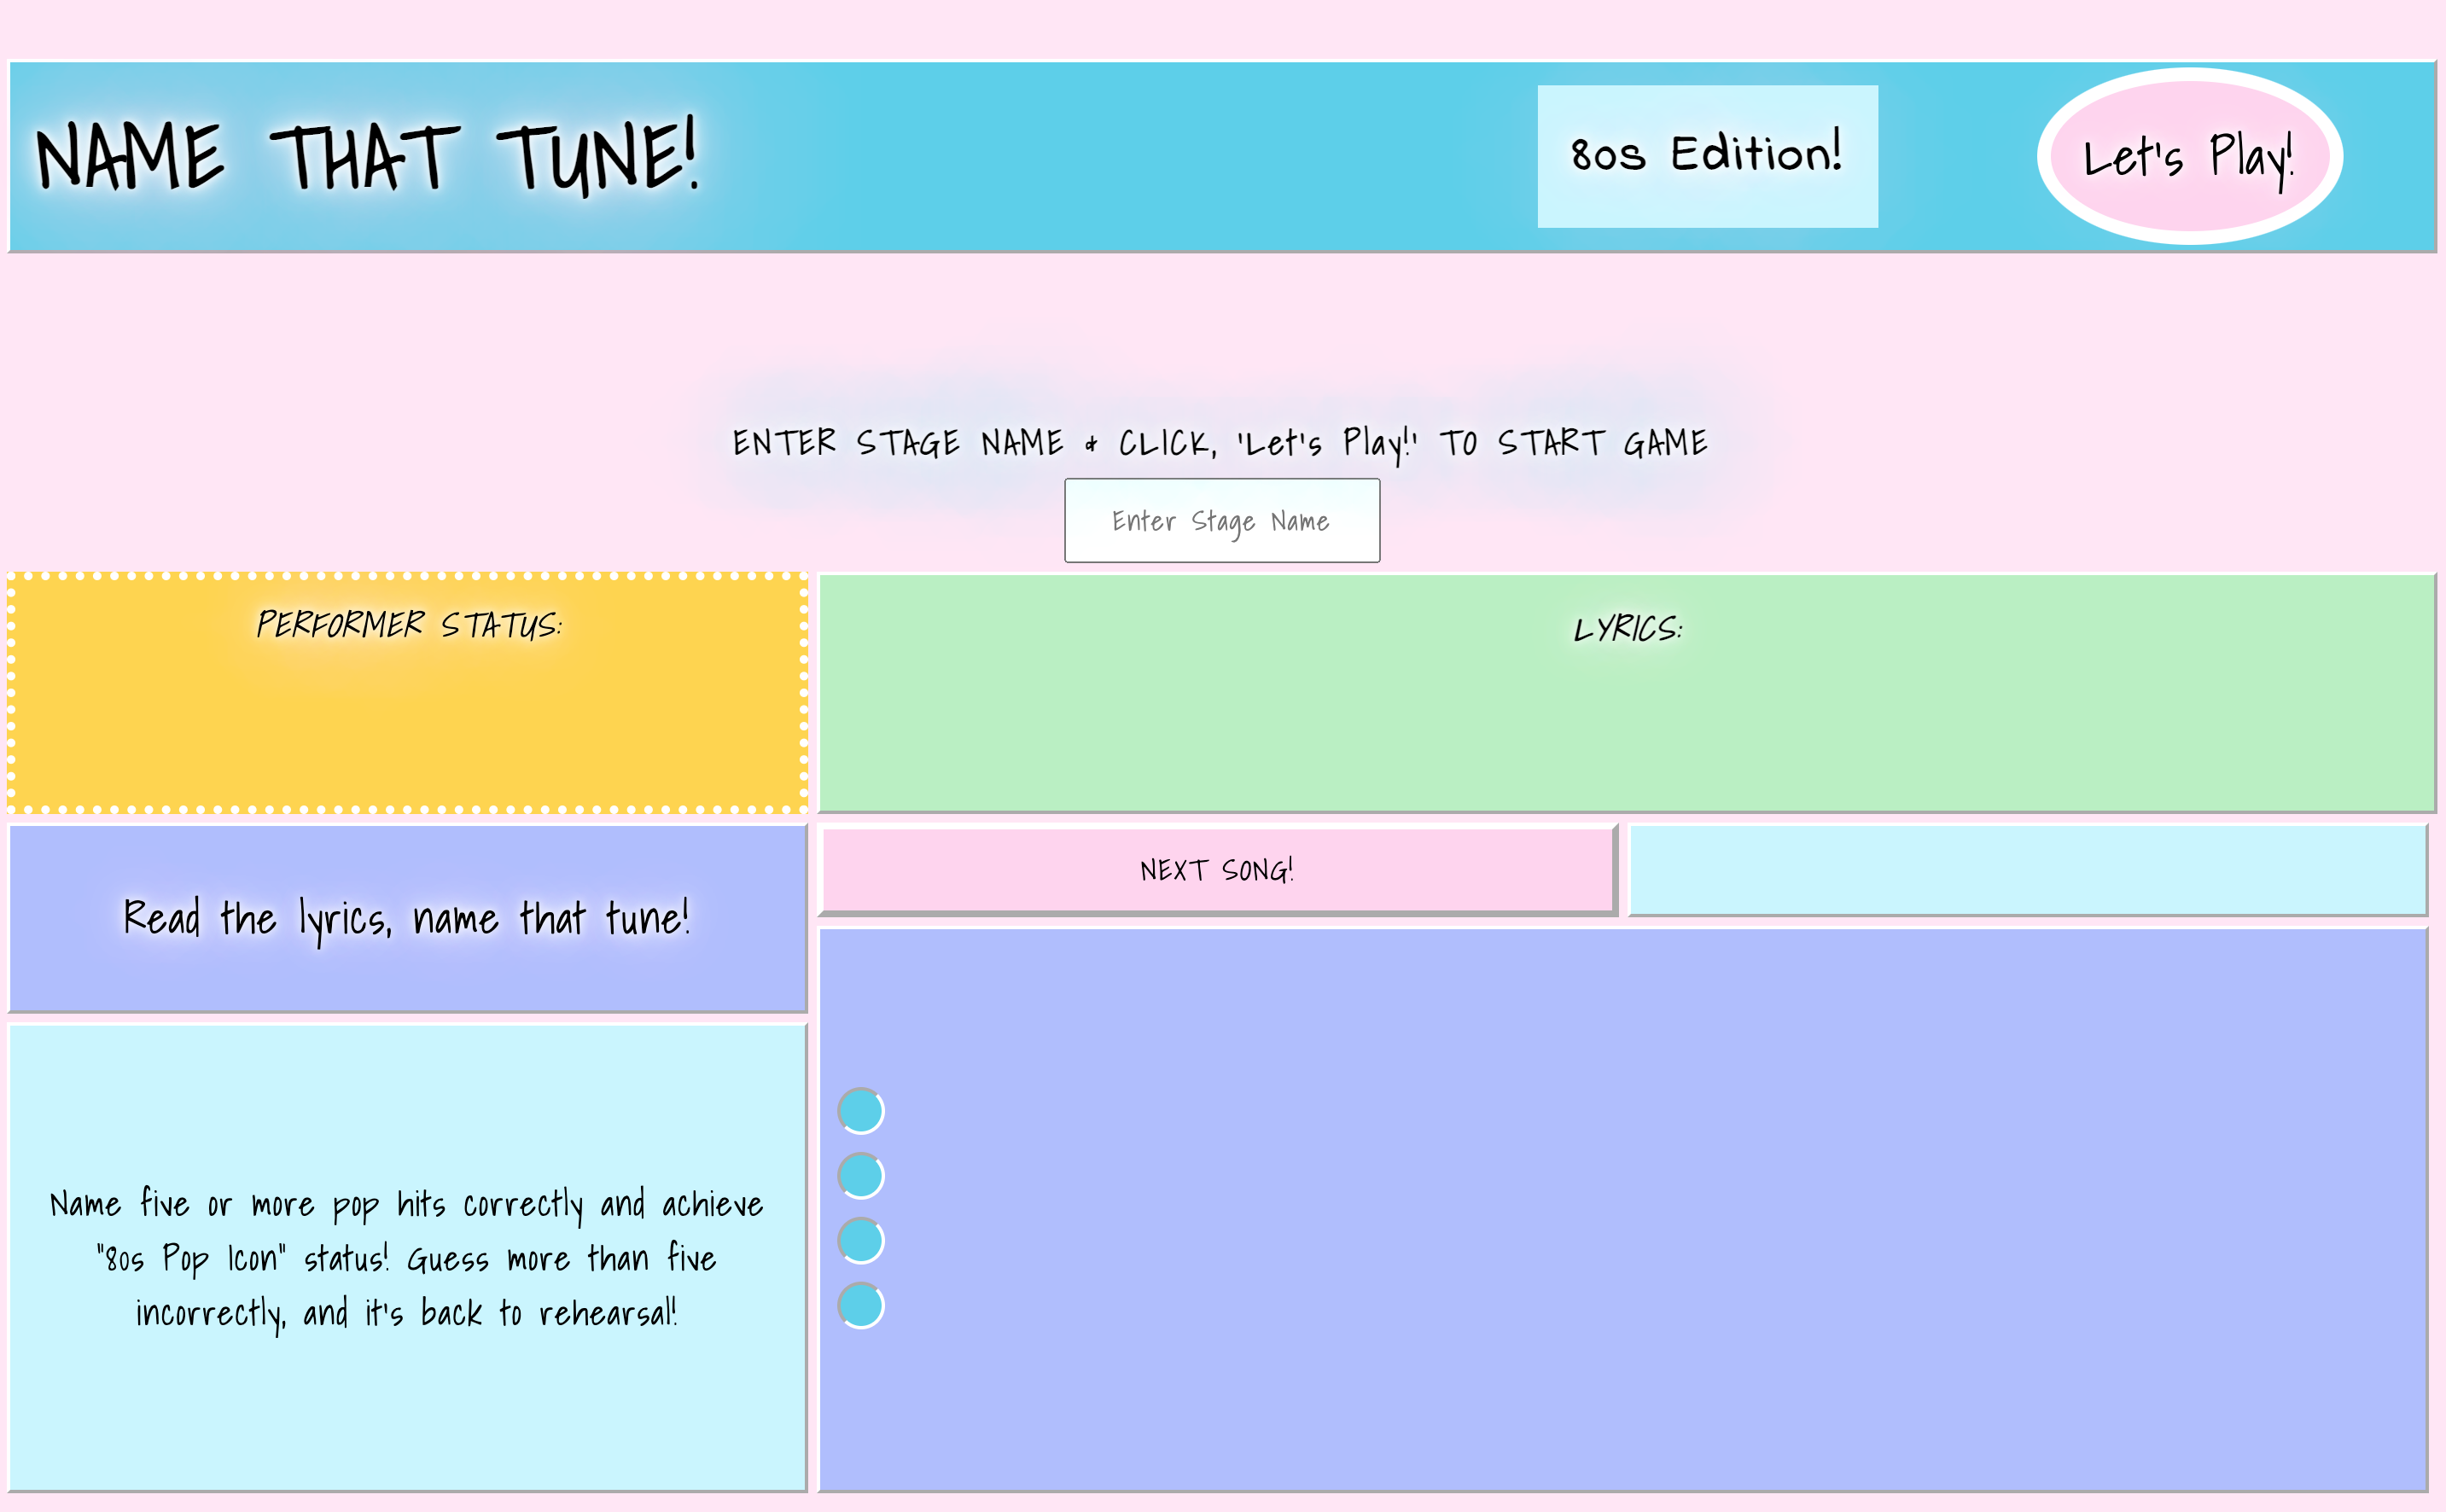 NAME THAT TUNE!
80s Edition!
Let's Play!
ENTER STAGE NAME & CLICK, 'Let's Play!' TO START GAME
Enter Stage Name
PERFORMER STATUS:
LYRICS:
Read the lyrics, name that tune!
NEXT SONG!
Name five or more pop hits correctly and achieve
"80s Pop Icon" status! Guess more than five
incorrectly, and it's back to rehearsal!